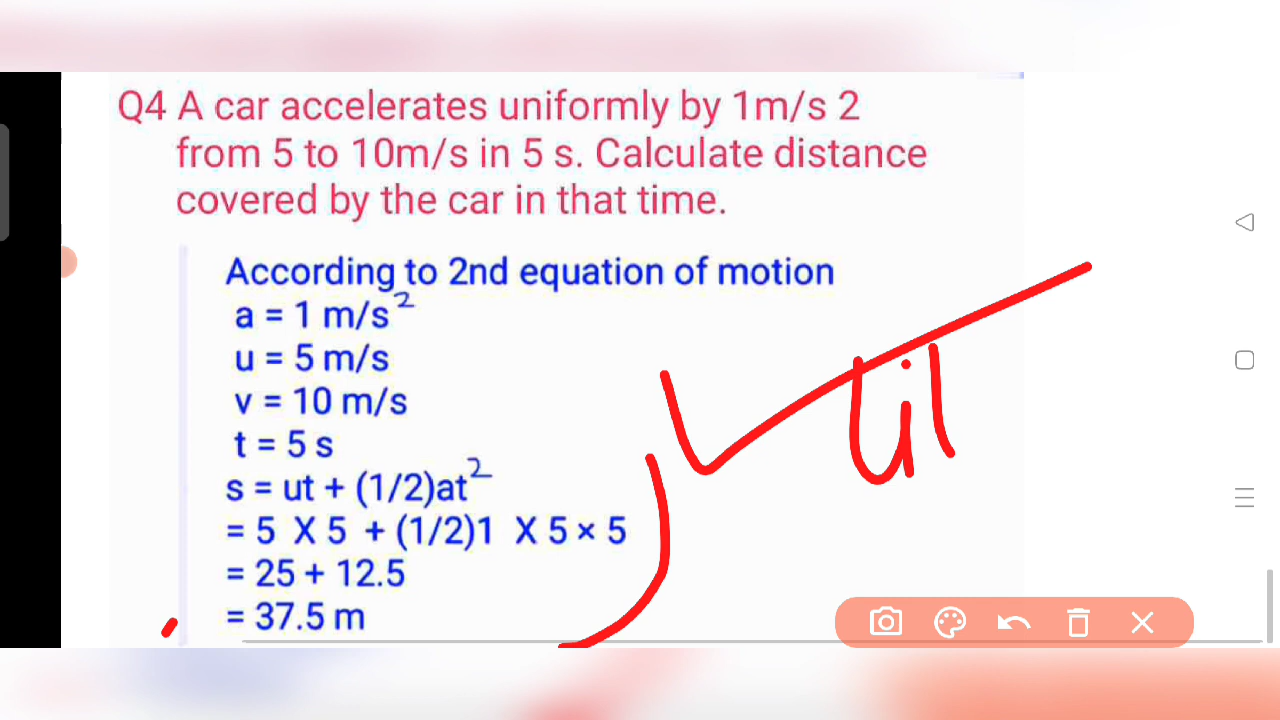 Q4 A car accelerates uniformly by 1m/s 2
from 5 to 10m/s in 5 s. Calculate distance
covered by the car in that time.
According to 2nd equation of motion
a = 1 m/s²
u = 5 m/s
v = 10 m/s
t = 5 s
s = ut + (1/2)at²
= 5 X 5 + (1/2)1 X 5 × 5
= 25 + 12.5
= 37.5 m